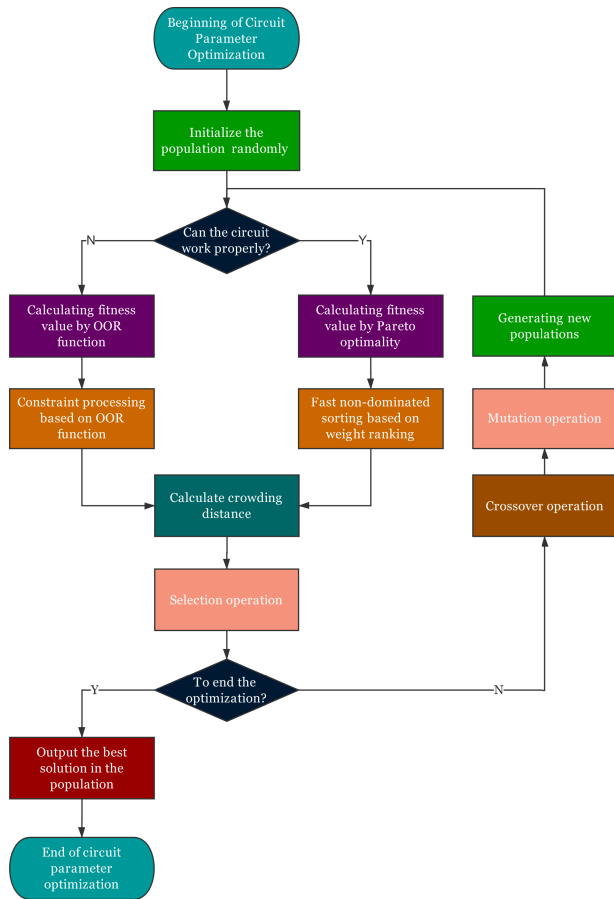 Beginning of Circuit
Parameter
Optimization
Initialize the
population randomly
Can the circuit
work properly?
N
Y
Calculating fitness
value by OOR
function
Calculating fitness
value by Pareto
optimality
Generating new
populations
Constraint processing
based on OOR
function
Fast non-dominated
sorting based on
weight ranking
Mutation operation
Calculate crowding
distance
Crossover operation
Selection operation
To end the
optimization?
Y
N
Output the best
solution in the
population
End of circuit
parameter
optimization